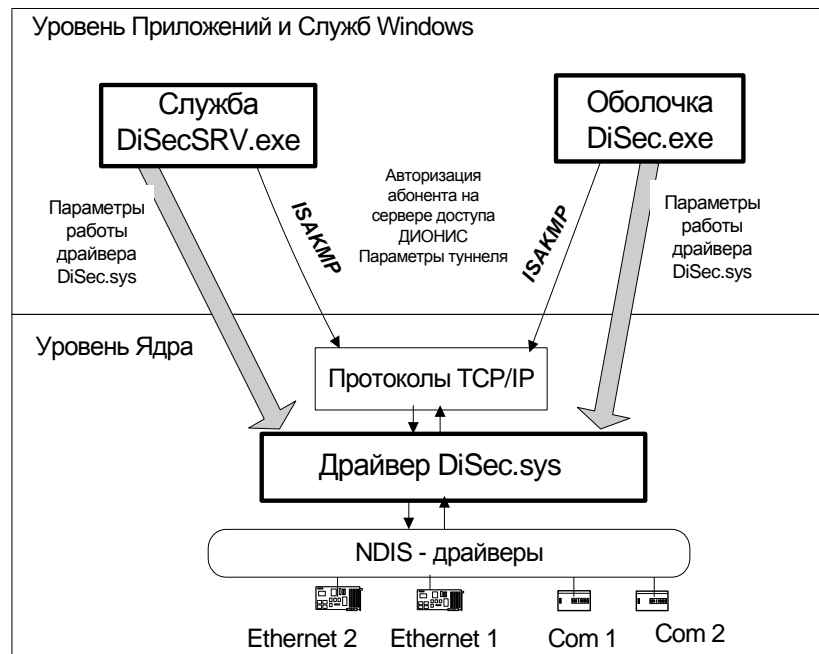 Уровень Приложений и Служб Windows
Служба
DiSecSRV.exe
Оболочка
DiSec.exe
Параметры
работы
драйвера
DiSec.sys
ISAKMP
Авторизация
абонента на
сервере доступа
ДИОНИС
Параметры туннеля
ISAKMP
Параметры
работы
драйвера
DiSec.sys
Уровень Ядра
Протоколы TCP/IP
Драйвер DiSec.sys
NDIS - драйверы
Ethernet 2
Ethernet 1
Com 1
Com 2